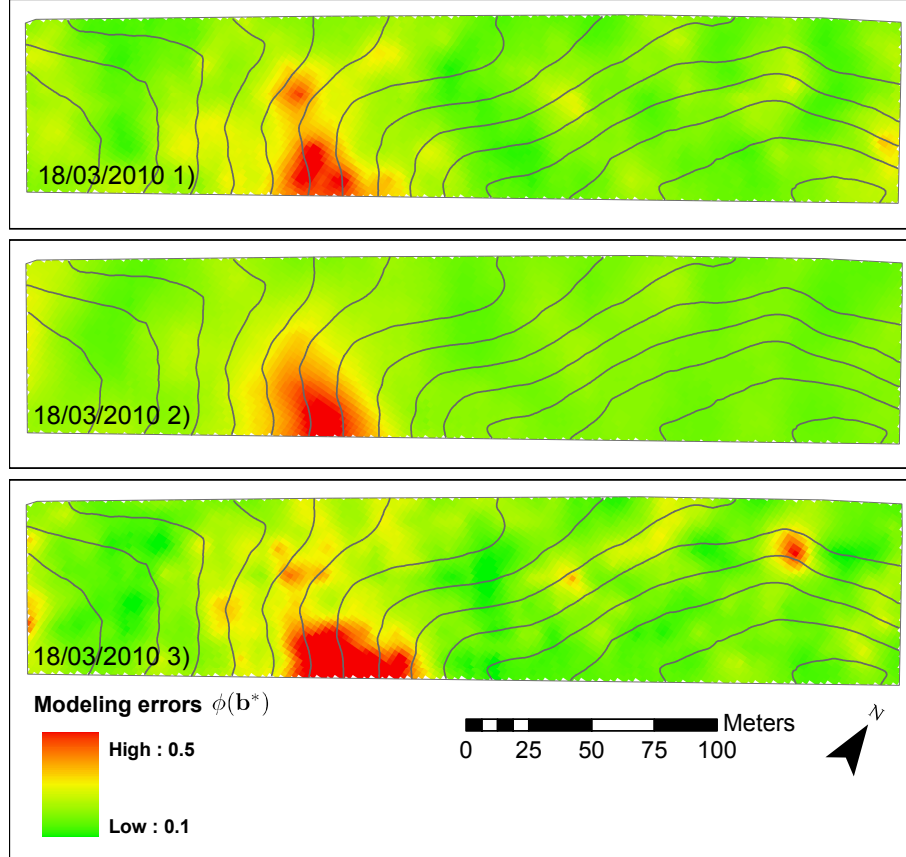 18/03/2010 1)
18/03/2010 2)
18/03/2010 3)
Modeling errors ϕ(b*)
High : 0.5
Low : 0.1
Meters
0 25 50 75 100
N